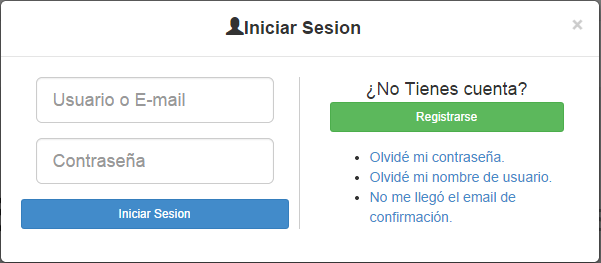 Iniciar Sesion
×
Usuario o E-mail
Contraseña
Iniciar Sesion
¿No Tienes cuenta?
Registrarse
Olvidé mi contraseña.
Olvidé mi nombre de usuario.
No me llegó el email de
confirmación.